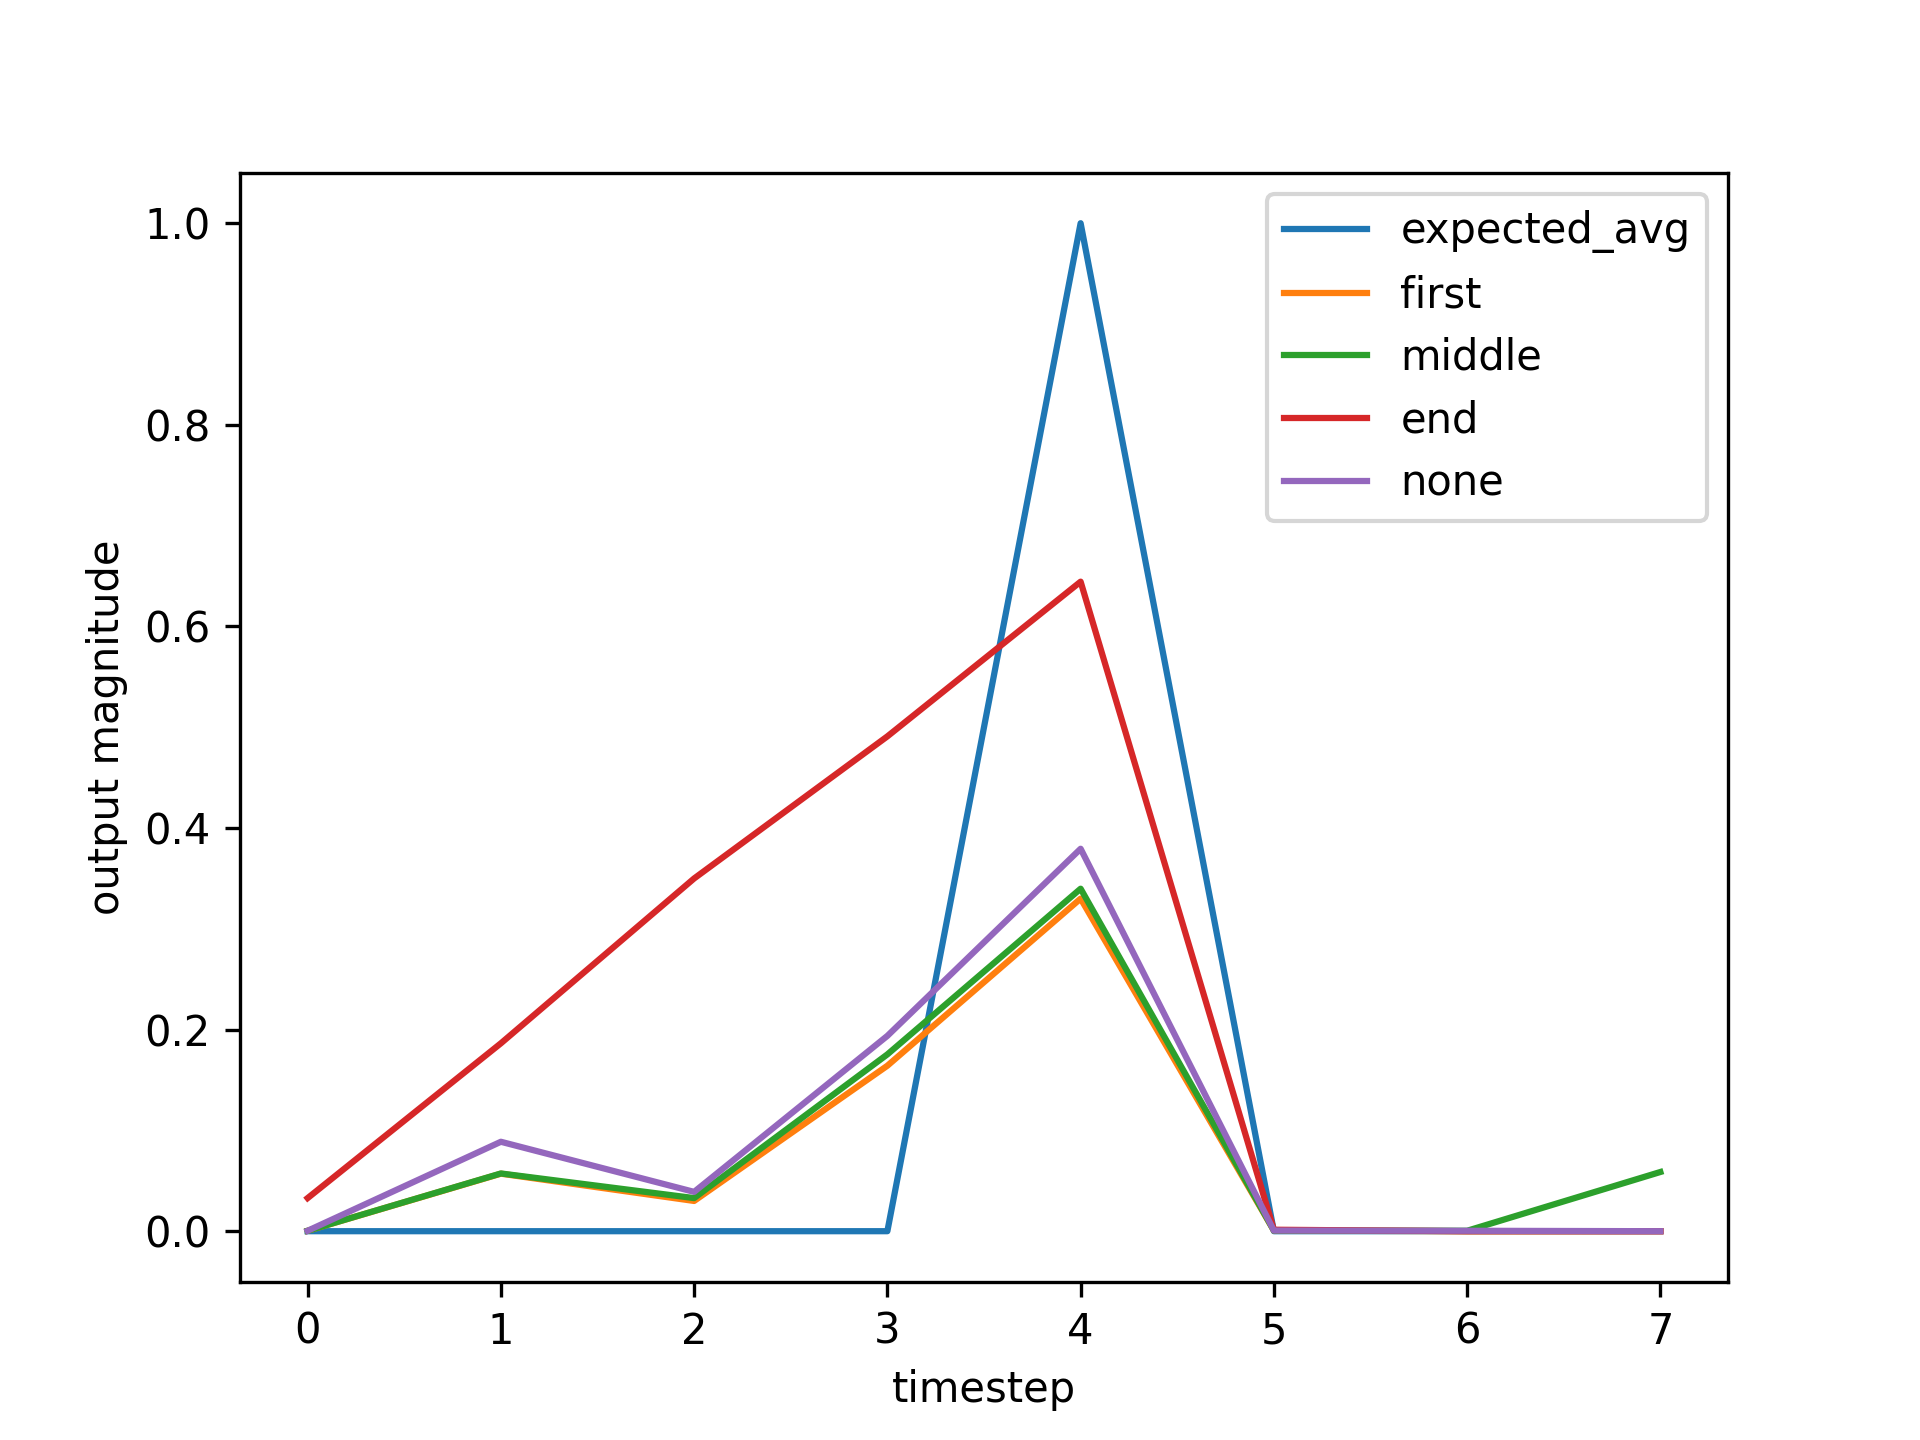 1.0
0.8
0.6
0.4
0.2
0.0
output magnitude
0 1 2 3 4 5 6 7
timestep
expected_avg
first
middle
end
none